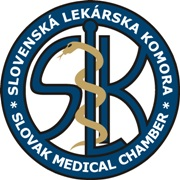 SLOVENSKÁ LEKÁRSKA KOMORA
SLK
* SLOVAK MEDICAL CHAMBER *